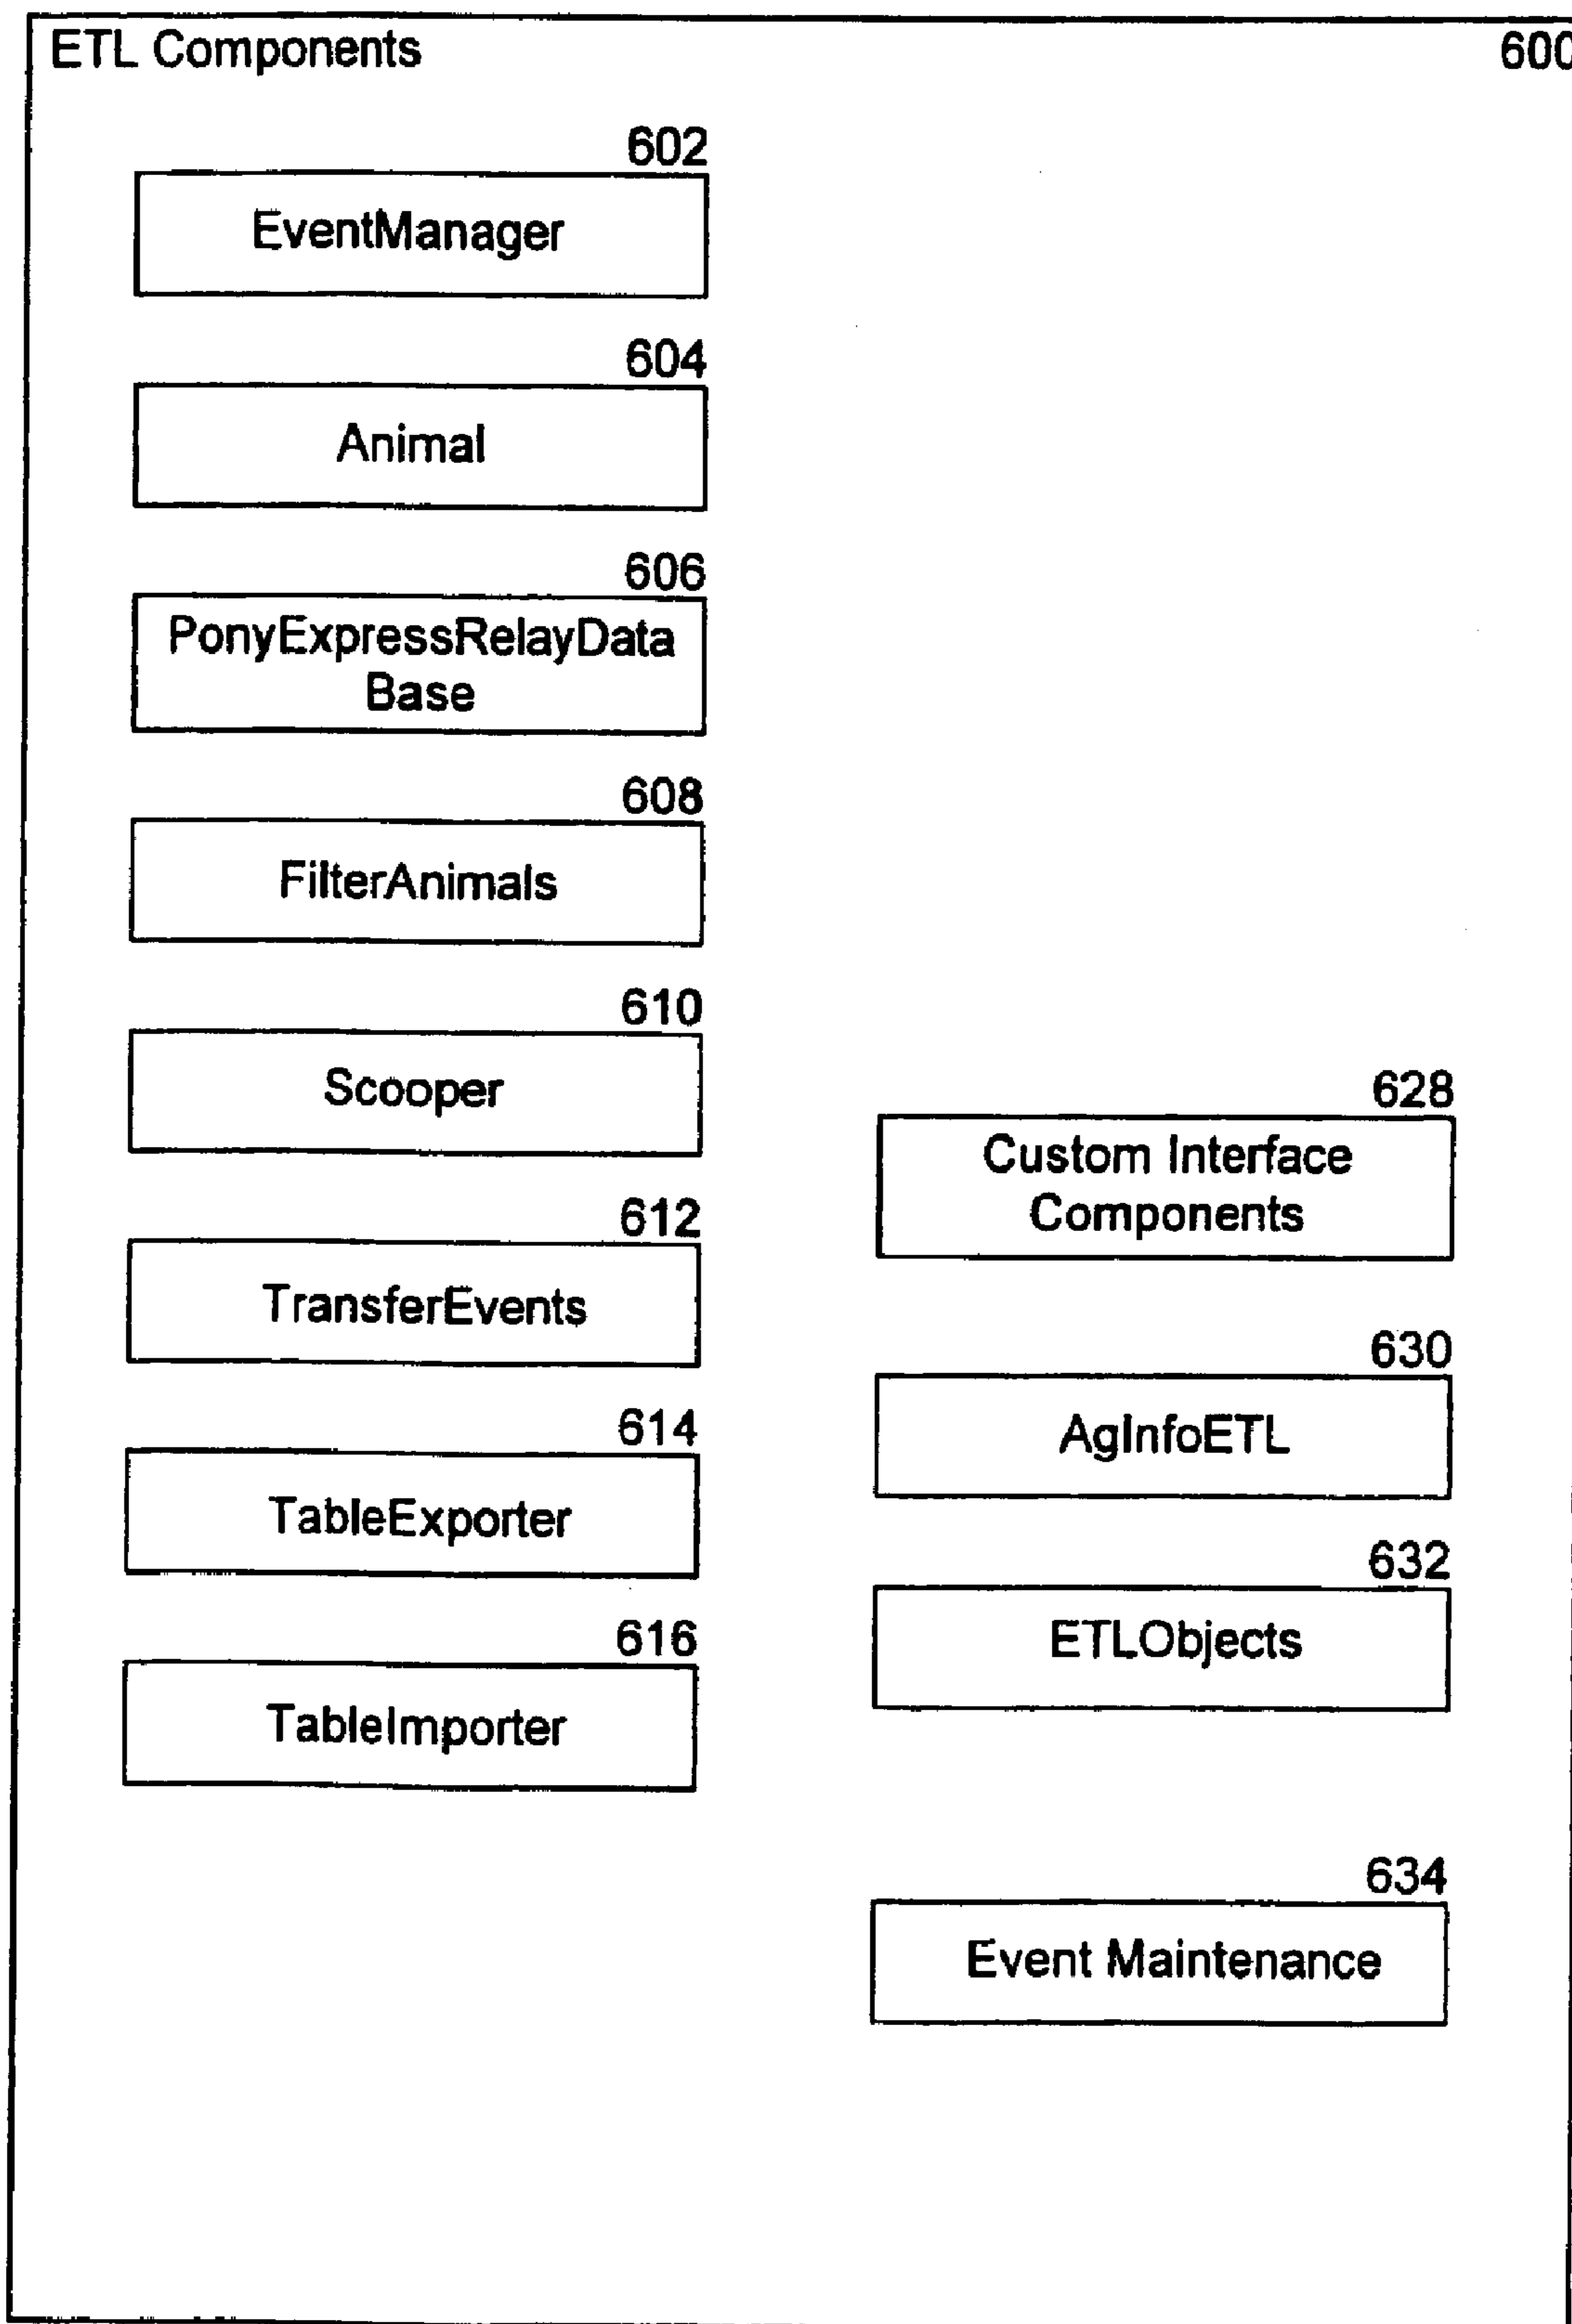 ETL Components 600
602
EventManager
604
Animal
606
PonyExpressRelayData
Base
608
FilterAnimals
610
Scooper
612
TransferEvents
614
TableExporter
616
TableImporter
628
Custom Interface
Components
630
AgInfoETL
632
ETLObjects
634
Event Maintenance